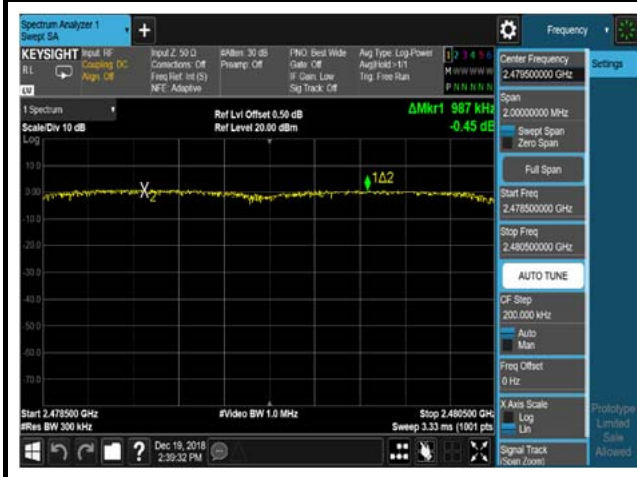 Spectrum Analyzer 1
Swept SA
+
Frequency
KEYSIGHT
Input: RF
Coupling: DC
Align: Off
Input Z: 50 Ω
Corrections: Off
Freq Ref: Int (S)
NFE: Adaptive
#Atten: 30 dB
Preamp: Off
PNO: Best Wide
Gate: Off
IF Gain: Low
Sig Track: Off
Avg Type: Log-Power
Avg|Hold:>1/1
Trig: Free Run
1 2 3 4 5 6
M W W W W W
P N N N N N
R L
LV
Center Frequency
2.479500000 GHz
Settings
1 Spectrum
Scale/Div 10 dB
Ref Lvl Offset 0.50 dB
Ref Level 20.00 dBm
ΔMkr1 987 kHz
-0.45 dB
Span
2.00000000 MHz
Swept Span
Zero Span
Full Span
Start Freq
2.478500000 GHz
Stop Freq
2.480500000 GHz
AUTO TUNE
CF Step
200.000 kHz
Auto
Man
Freq Offset
0 Hz
X Axis Scale
Log
Lin
Signal Track
(Span Zoom)
Log
10.0
0.00
-10.0
-20.0
-30.0
-40.0
-50.0
-60.0
-70.0
X2
1Δ2
Start 2.478500 GHz
#Res BW 300 kHz
#Video BW 1.0 MHz
Stop 2.480500 GHz
Sweep 3.33 ms (1001 pts
Dec 19, 2018
2:39:32 PM
?
Prototype
Limited
Sale
Allowed